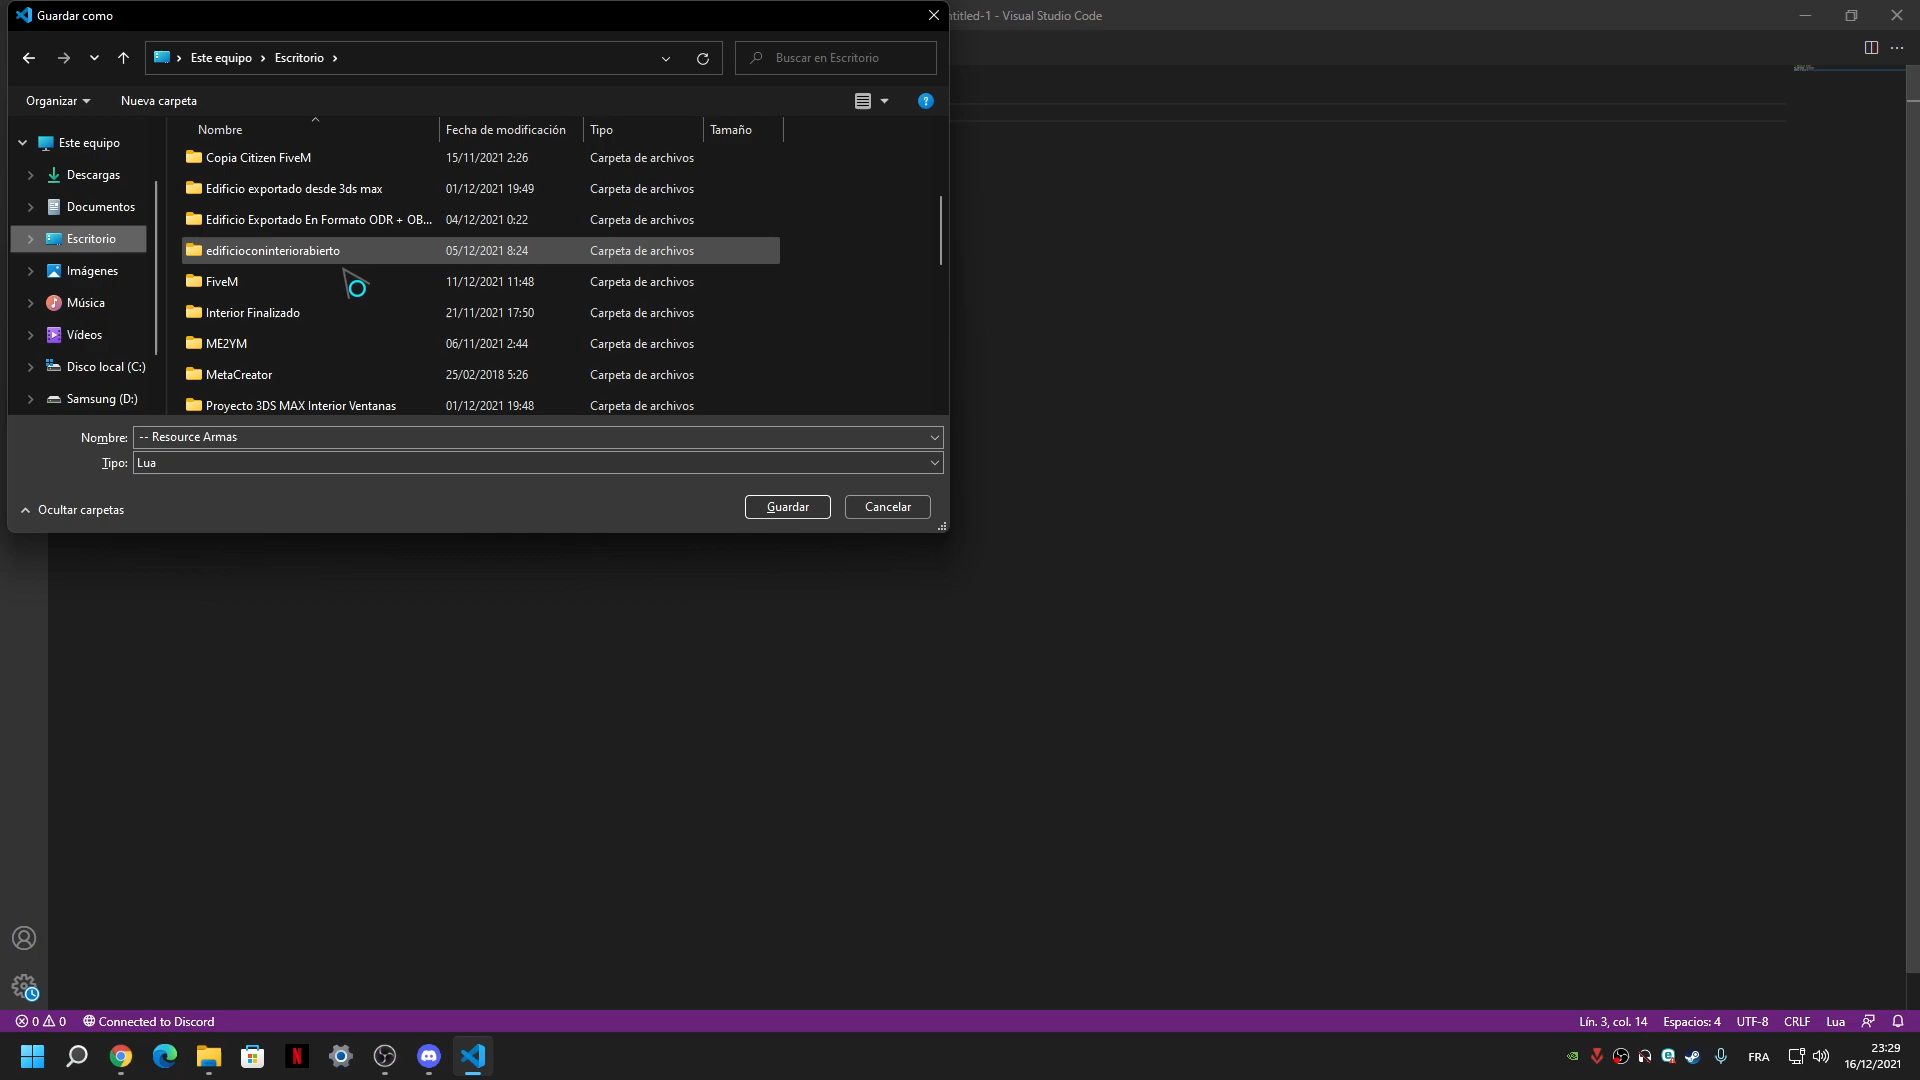 Guardar como
ntitled-1 - Visual Studio Code
Este equipo > Escritorio >
Buscar en Escritorio
Organizar
Nueva carpeta
Nombre
Fecha de modificación
Tipo
Tamaño
Este equipo
Descargas
Documentos
Escritorio
Imágenes
Música
Vídeos
Disco local (C:)
Samsung (D:)
Copia Citizen FiveM 15/11/2021 2:26 Carpeta de archivos
Edificio exportado desde 3ds max 01/12/2021 19:49 Carpeta de archivos
Edificio Exportado En Formato ODR + OB... 04/12/2021 0:22 Carpeta de archivos
edificioconinteriorabierto 05/12/2021 8:24 Carpeta de archivos
FiveM 11/12/2021 11:48 Carpeta de archivos
Interior Finalizado 21/11/2021 17:50 Carpeta de archivos
ME2YM 06/11/2021 2:44 Carpeta de archivos
MetaCreator 25/02/2018 5:26 Carpeta de archivos
Proyecto 3DS MAX Interior Ventanas 01/12/2021 19:48 Carpeta de archivos
Nombre: -- Resource Armas
Tipo: Lua
Ocultar carpetas
Guardar
Cancelar
0 0 Connected to Discord
Lín. 3, col. 14 Espacios: 4 UTF-8 CRLF Lua
FRA
23:29
16/12/2021